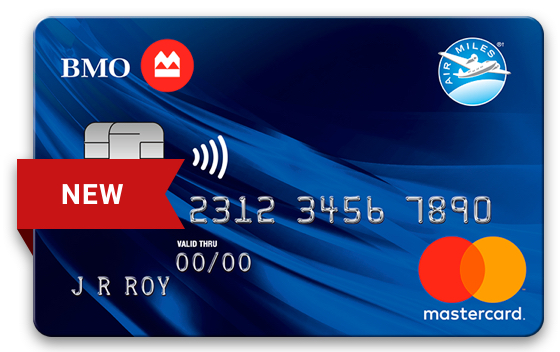 BMO
AIR MILES®†
NEW
2312 3456 7890
VALID THRU
00/00
J R ROY
mastercard.